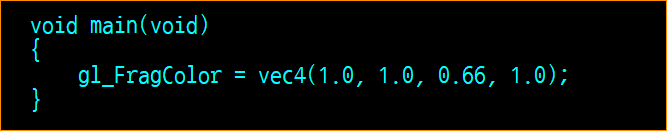 void main(void)
{
    gl_FragColor = vec4(1.0, 1.0, 0.66, 1.0);
}